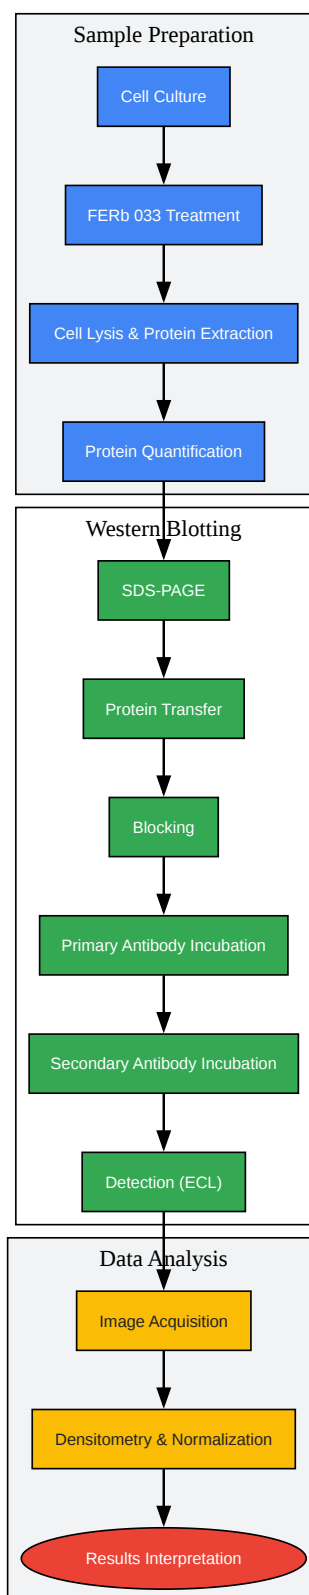 Sample Preparation
Cell Culture
FERb 033 Treatment
Cell Lysis & Protein Extraction
Protein Quantification
Western Blotting
SDS-PAGE
Protein Transfer
Blocking
Primary Antibody Incubation
Secondary Antibody Incubation
Detection (ECL)
Data Analysis
Image Acquisition
Densitometry & Normalization
Results Interpretation